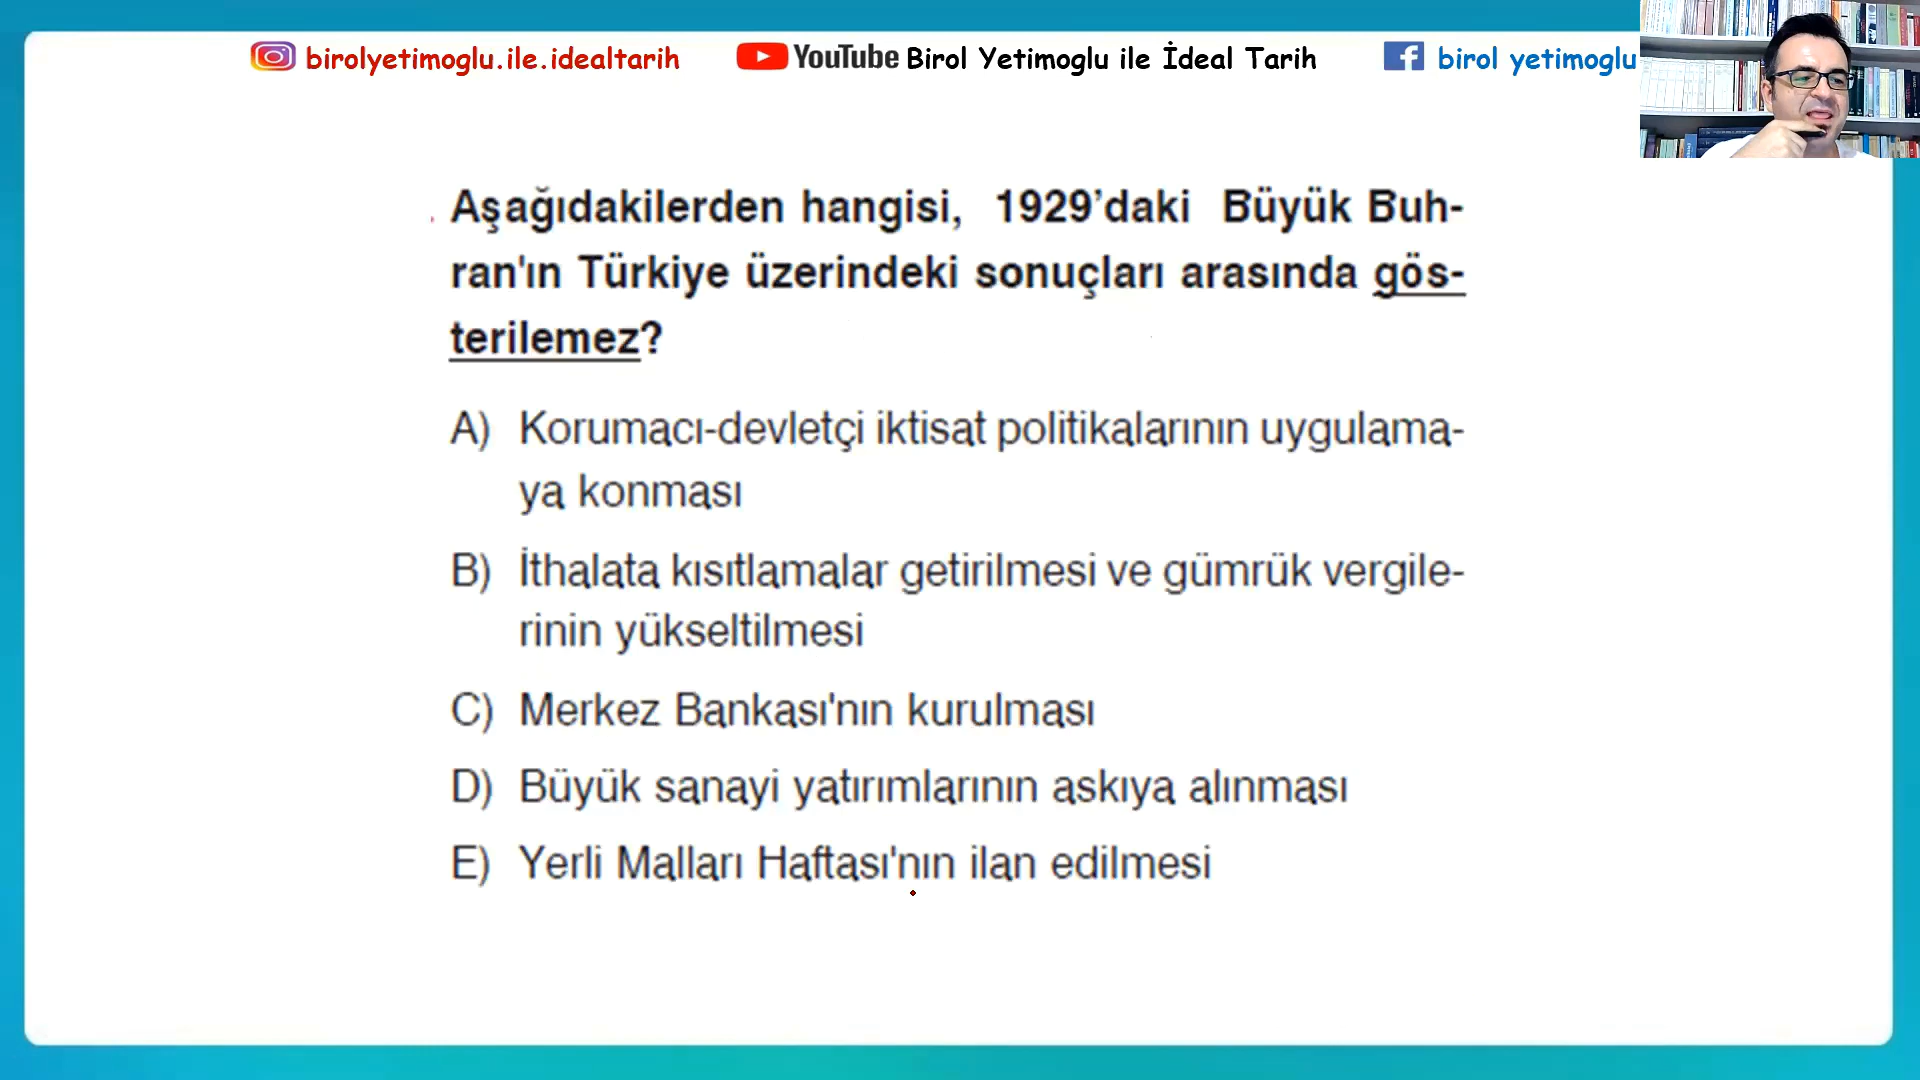 birolyetimoglu.ile.idealtarih YouTube Birol Yetimoglu ile İdeal Tarih birol yetimoglu
Aşağıdakilerden hangisi, 1929’daki Büyük Buh-
ran'ın Türkiye üzerindeki sonuçları arasında gös-
terilemez?
A) Korumacı-devletçi iktisat politikalarının uygulama-
ya konması
B) İthalata kısıtlamalar getirilmesi ve gümrük vergile-
rinin yükseltilmesi
C) Merkez Bankası'nın kurulması
D) Büyük sanayi yatırımlarının askıya alınması
E) Yerli Malları Haftası'nın ilan edilmesi